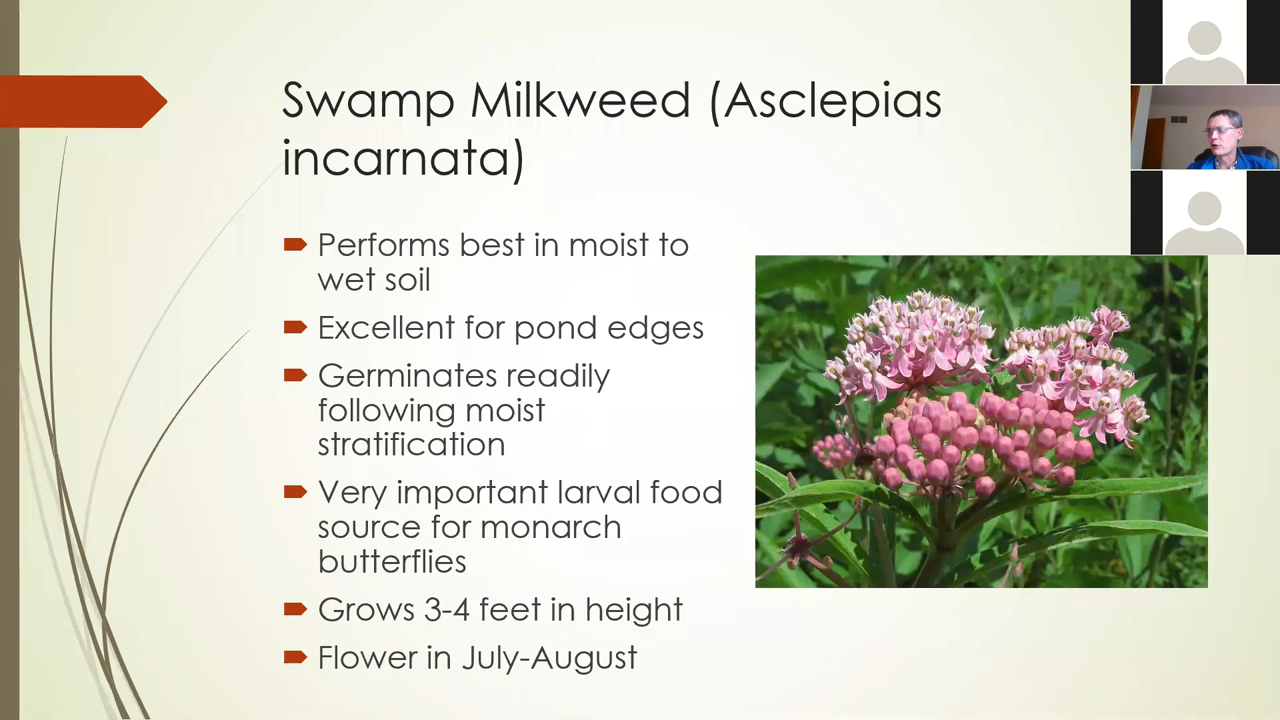 Swamp Milkweed (Asclepias
incarnata)
Performs best in moist to
wet soil
Excellent for pond edges
Germinates readily
following moist
stratification
Very important larval food
source for monarch
butterflies
Grows 3-4 feet in height
Flower in July-August